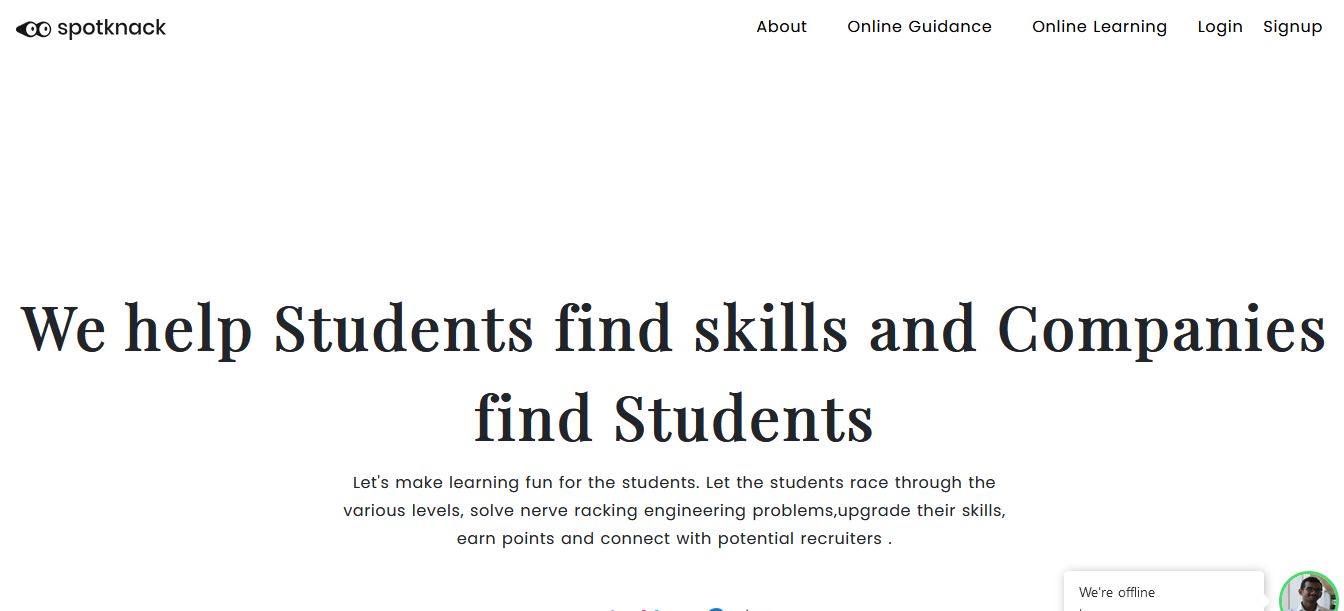 spotknack
About
Online Guidance
Online Learning
Login
Signup
We help Students find skills and Companies
find Students
Let's make learning fun for the students. Let the students race through the
various levels, solve nerve racking engineering problems,upgrade their skills,
earn points and connect with potential recruiters .
We're offline